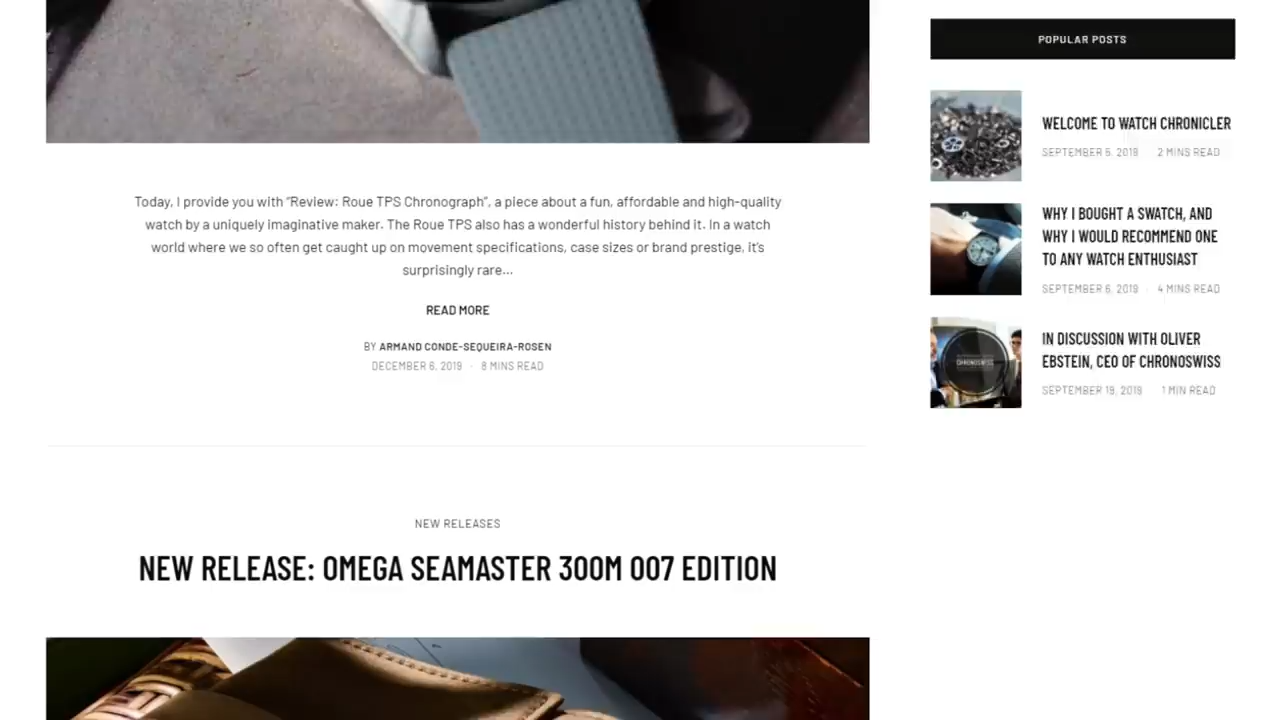 Today, I provide you with “Review: Roue TPS Chronograph”, a piece about a fun, affordable and high-quality
watch by a uniquely imaginative maker. The Roue TPS also has a wonderful history behind it. In a watch
world where we so often get caught up on movement specifications, case sizes or brand prestige, it's
surprisingly rare...
READ MORE
BY ARMAND CONDE-SEQUEIRA-ROSEN
DECEMBER 6, 2019 · 8 MINS READ
NEW RELEASES
NEW RELEASE: OMEGA SEAMASTER 300M 007 EDITION
POPULAR POSTS
WELCOME TO WATCH CHRONICLER
SEPTEMBER 5, 2019 2 MINS READ
WHY I BOUGHT A SWATCH, AND
WHY I WOULD RECOMMEND ONE
TO ANY WATCH ENTHUSIAST
SEPTEMBER 6, 2019 · 4 MINS READ
IN DISCUSSION WITH OLIVER
EBSTEIN, CEO OF CHRONOSWISS
SEPTEMBER 19, 2019 1 MIN READ